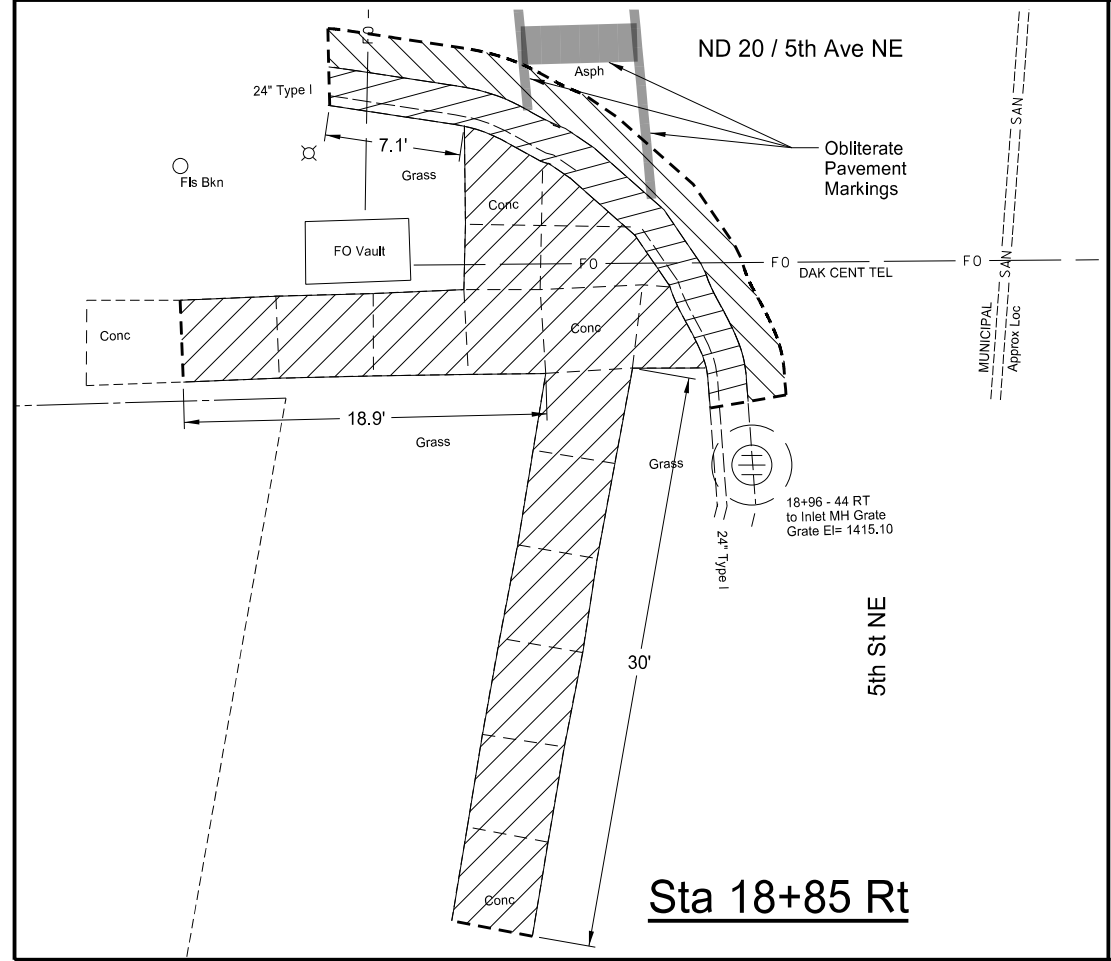 FO
ND 20 / 5th Ave NE
Asph
24" Type I
7.1'
Obliterate
Pavement
Markings
SAN
Fls Bkn
Grass
Conc
FO Vault
FO
FO
FO
DAK CENT TEL
SAN
Conc
Conc
MUNICIPAL
Approx Loc
18.9'
Grass
Grass
18+96 - 44 RT
to Inlet MH Grate
Grate El= 1415.10
24" Type I
5th St NE
30'
Conc
Sta 18+85 Rt